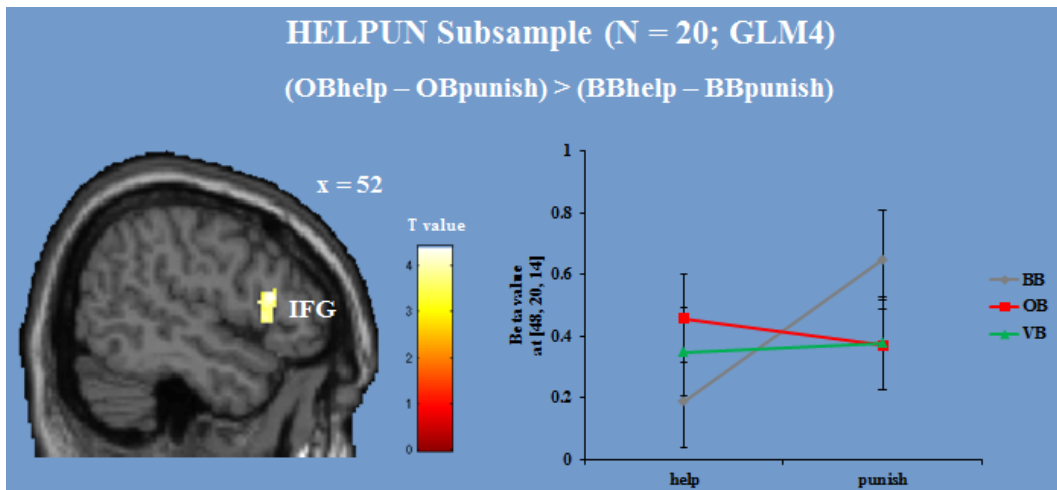 HELPUN Subsample (N = 20; GLM4)
(OBhelp – OBpunish) > (BBhelp – BBpunish)
x = 52
T value
4
3
2
1
0
IFG
Beta value
at [48, 20, 14]
1
0.8
0.6
0.4
0.2
0
help
punish
BB
OB
VB